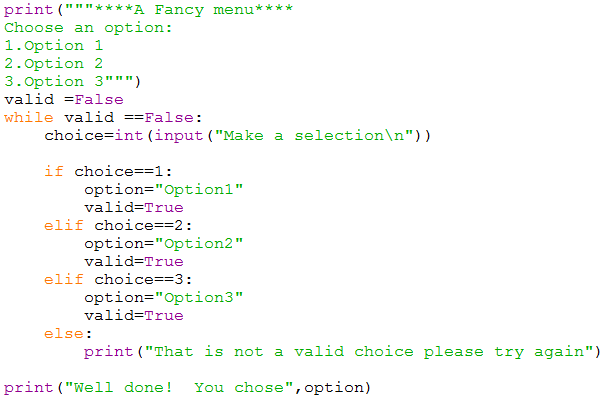 print("""****A Fancy menu****
Choose an option:
1.Option 1
2.Option 2
3.Option 3""")
valid =False
while valid ==False:
    choice=int(input("Make a selection\n"))

    if choice==1:
        option="Option1"
        valid=True
    elif choice==2:
        option="Option2"
        valid=True
    elif choice==3:
        option="Option3"
        valid=True
    else:
        print("That is not a valid choice please try again")

print("Well done!  You chose",option)